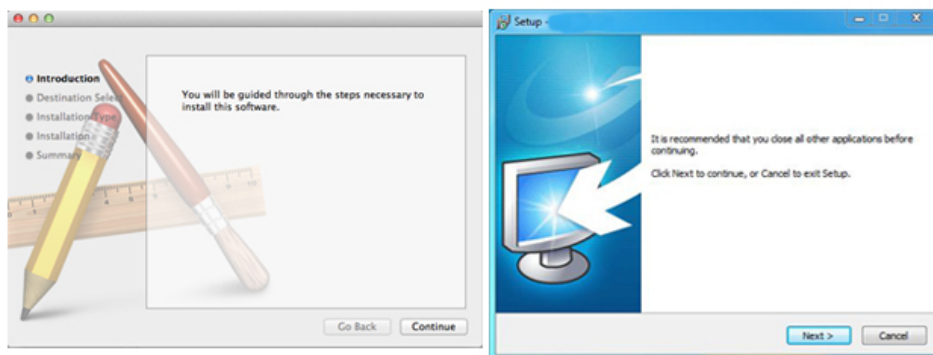 Introduction
Destination Select
Installation Type
Installation
Summary
You will be guided through the steps necessary to
install this software.
Go Back
Continue
Setup -
It is recommended that you close all other applications before
continuing.
Click Next to continue, or Cancel to exit Setup.
Next >
Cancel